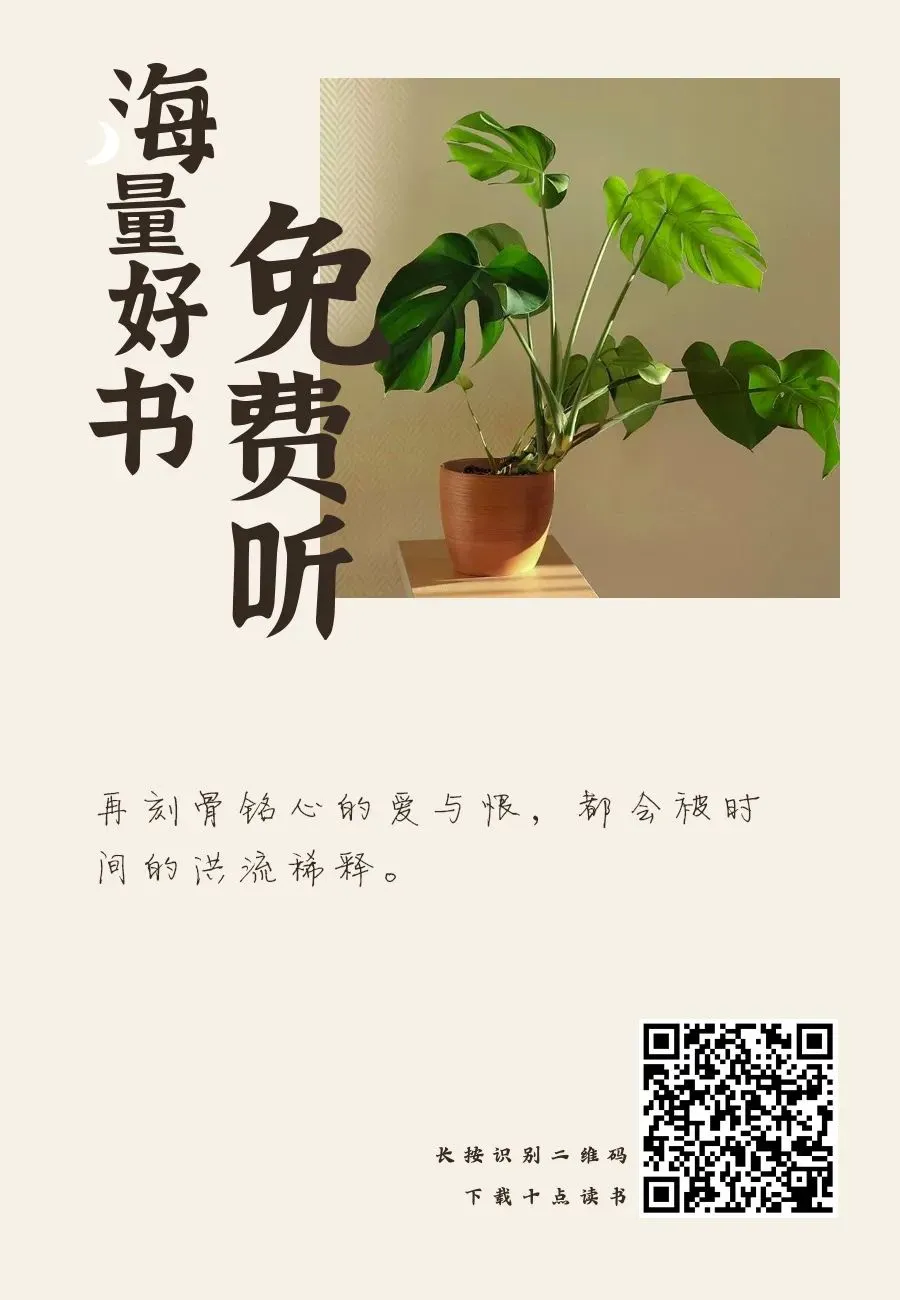 海量好书
免费听
再刻骨铭心的爱与恨，都会被时
间的洪流稀释。
长按识别二维码
下载十点读书